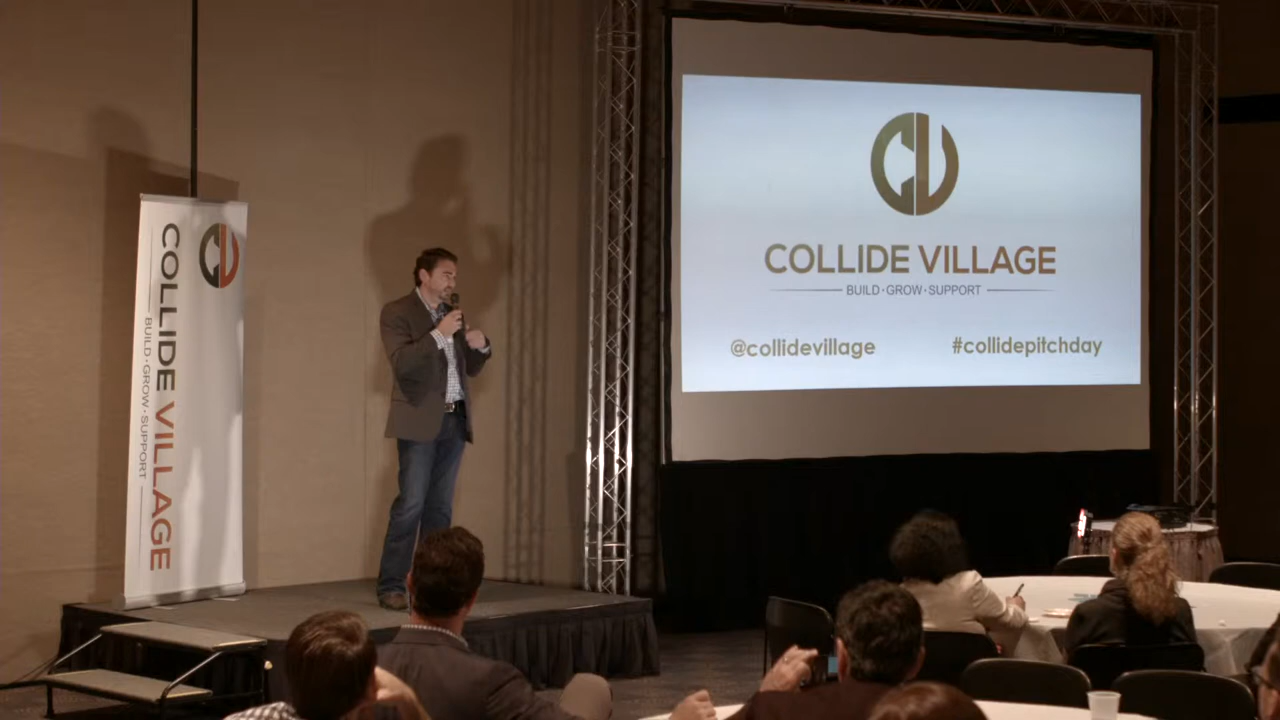 COLLIDE VILLAGE
BUILD·GROW·SUPPORT
CV
COLLIDE VILLAGE
BUILD·GROW·SUPPORT
@collidevillage
#collidepitchday